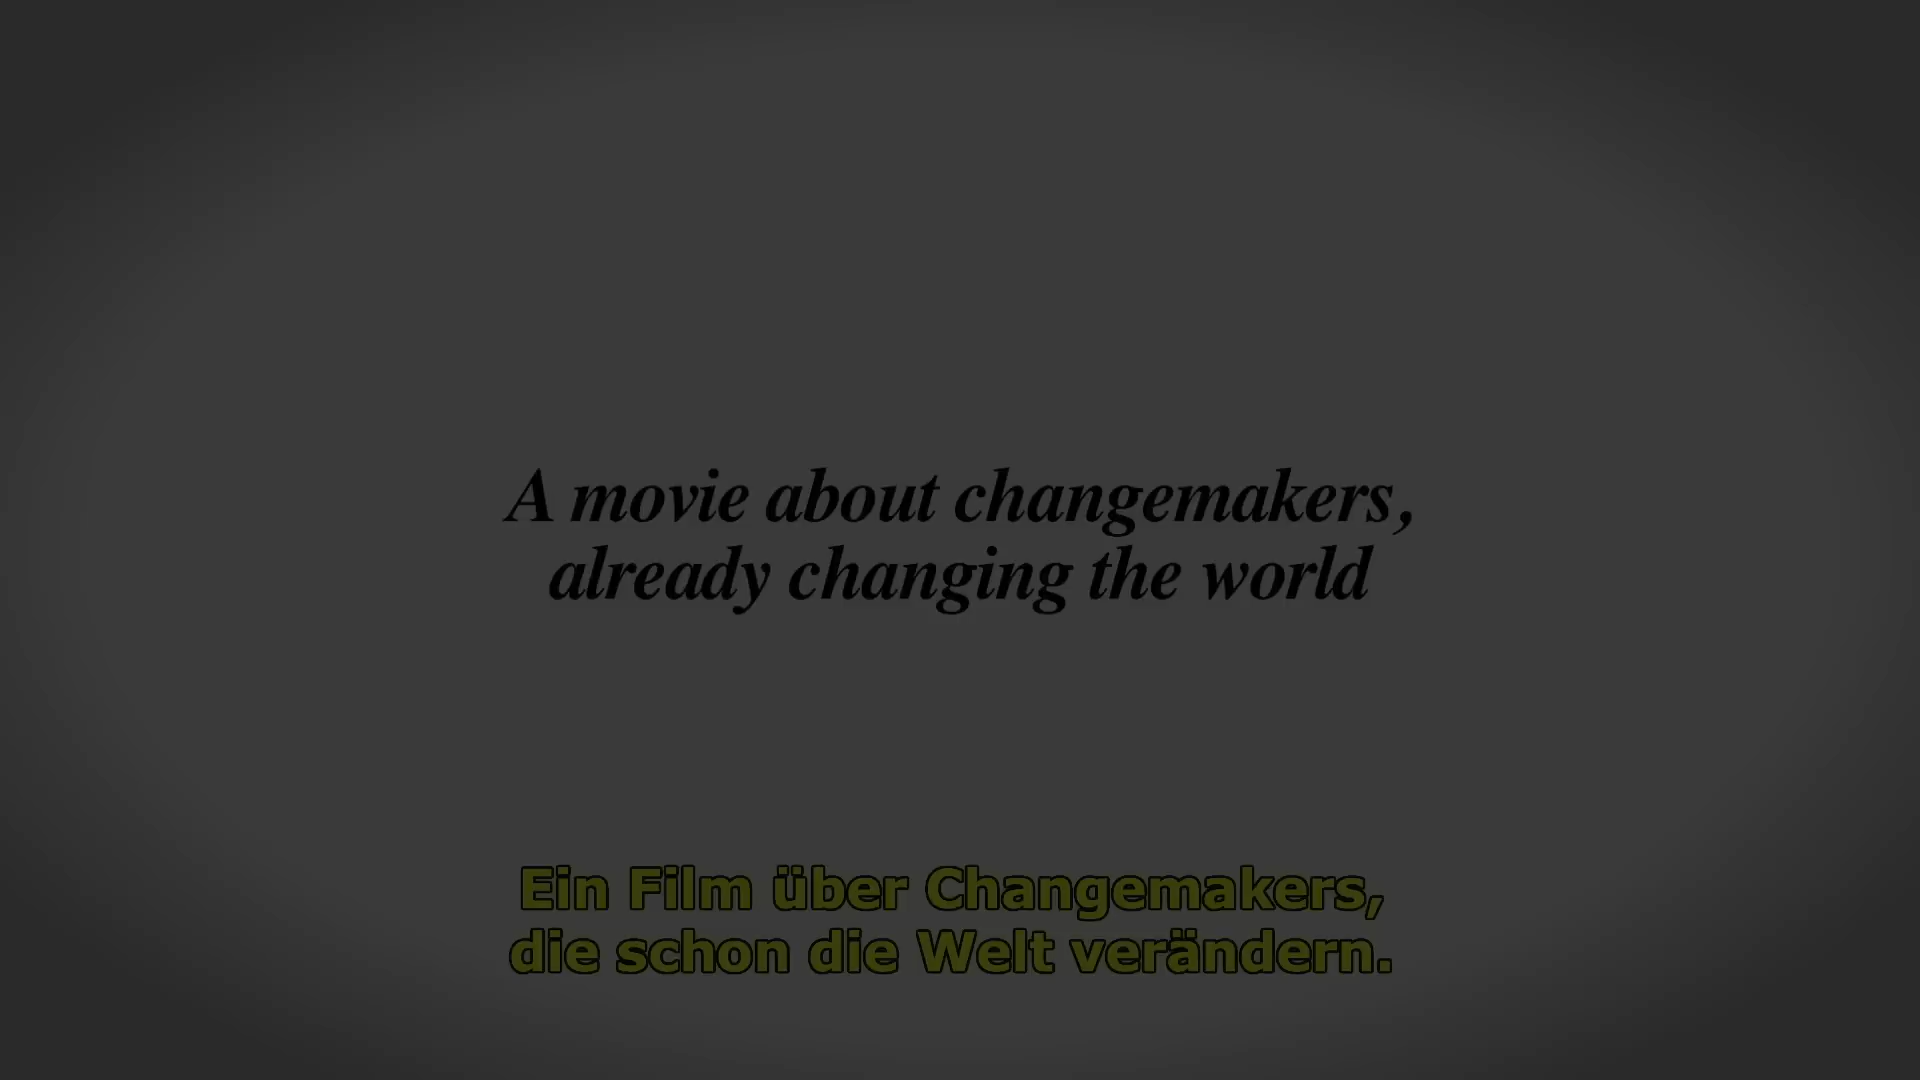 A movie about changemakers,
already changing the world
Ein Film über Changemakers,
die schon die Welt verändern.